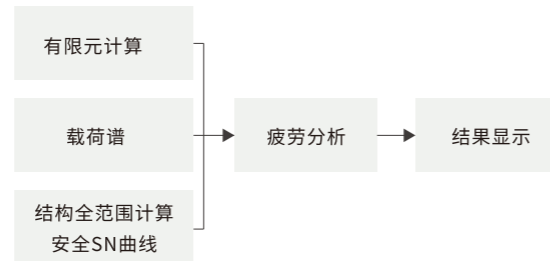 有限元计算
载荷谱
结构全范围计算
安全SN曲线
疲劳分析
结果显示